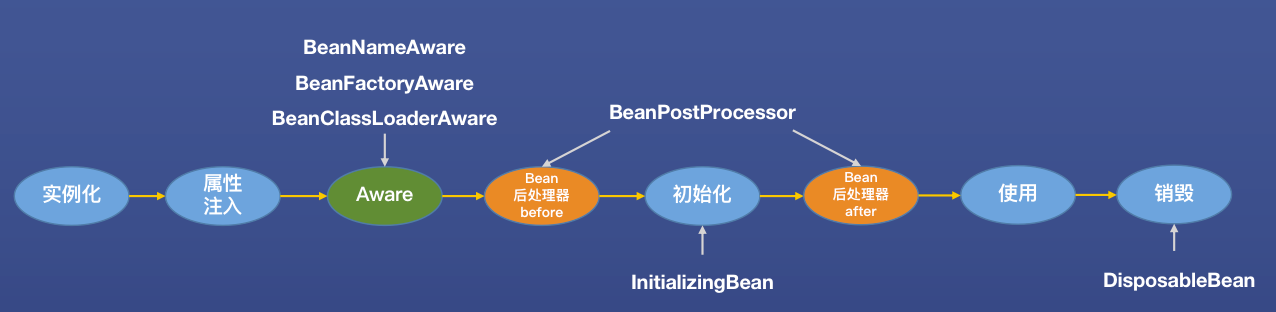 BeanNameAware
BeanFactoryAware
BeanClassLoaderAware
BeanPostProcessor
实例化
属性
注入
Aware
Bean
后处理器
before
初始化
Bean
后处理器
after
使用
销毁
InitializingBean
DisposableBean